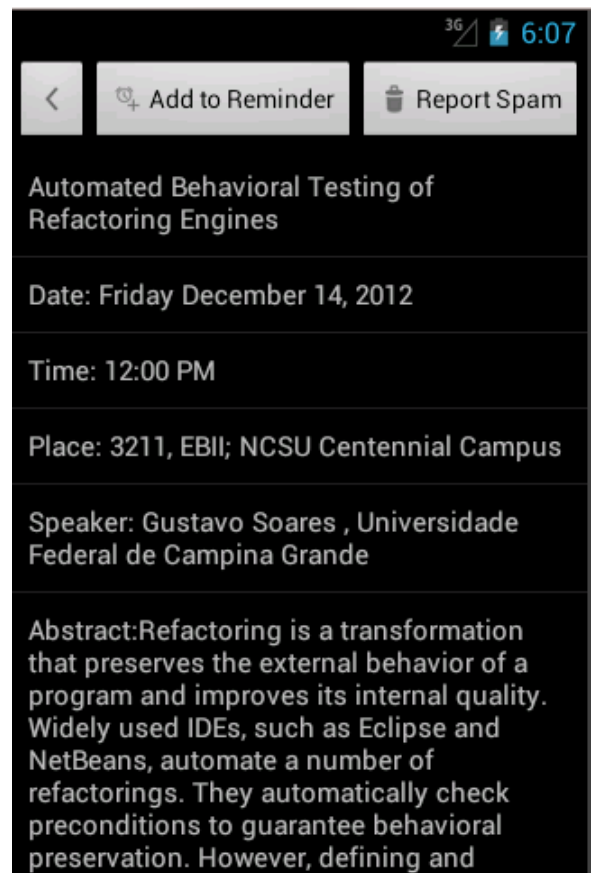 3G 6:07
Add to Reminder Report Spam
Automated Behavioral Testing of
Refactoring Engines
Date: Friday December 14, 2012
Time: 12:00 PM
Place: 3211, EBII; NCSU Centennial Campus
Speaker: Gustavo Soares , Universidade
Federal de Campina Grande
Abstract:Refactoring is a transformation
that preserves the external behavior of a
program and improves its internal quality.
Widely used IDEs, such as Eclipse and
NetBeans, automate a number of
refactorings. They automatically check
preconditions to guarantee behavioral
preservation. However, defining and